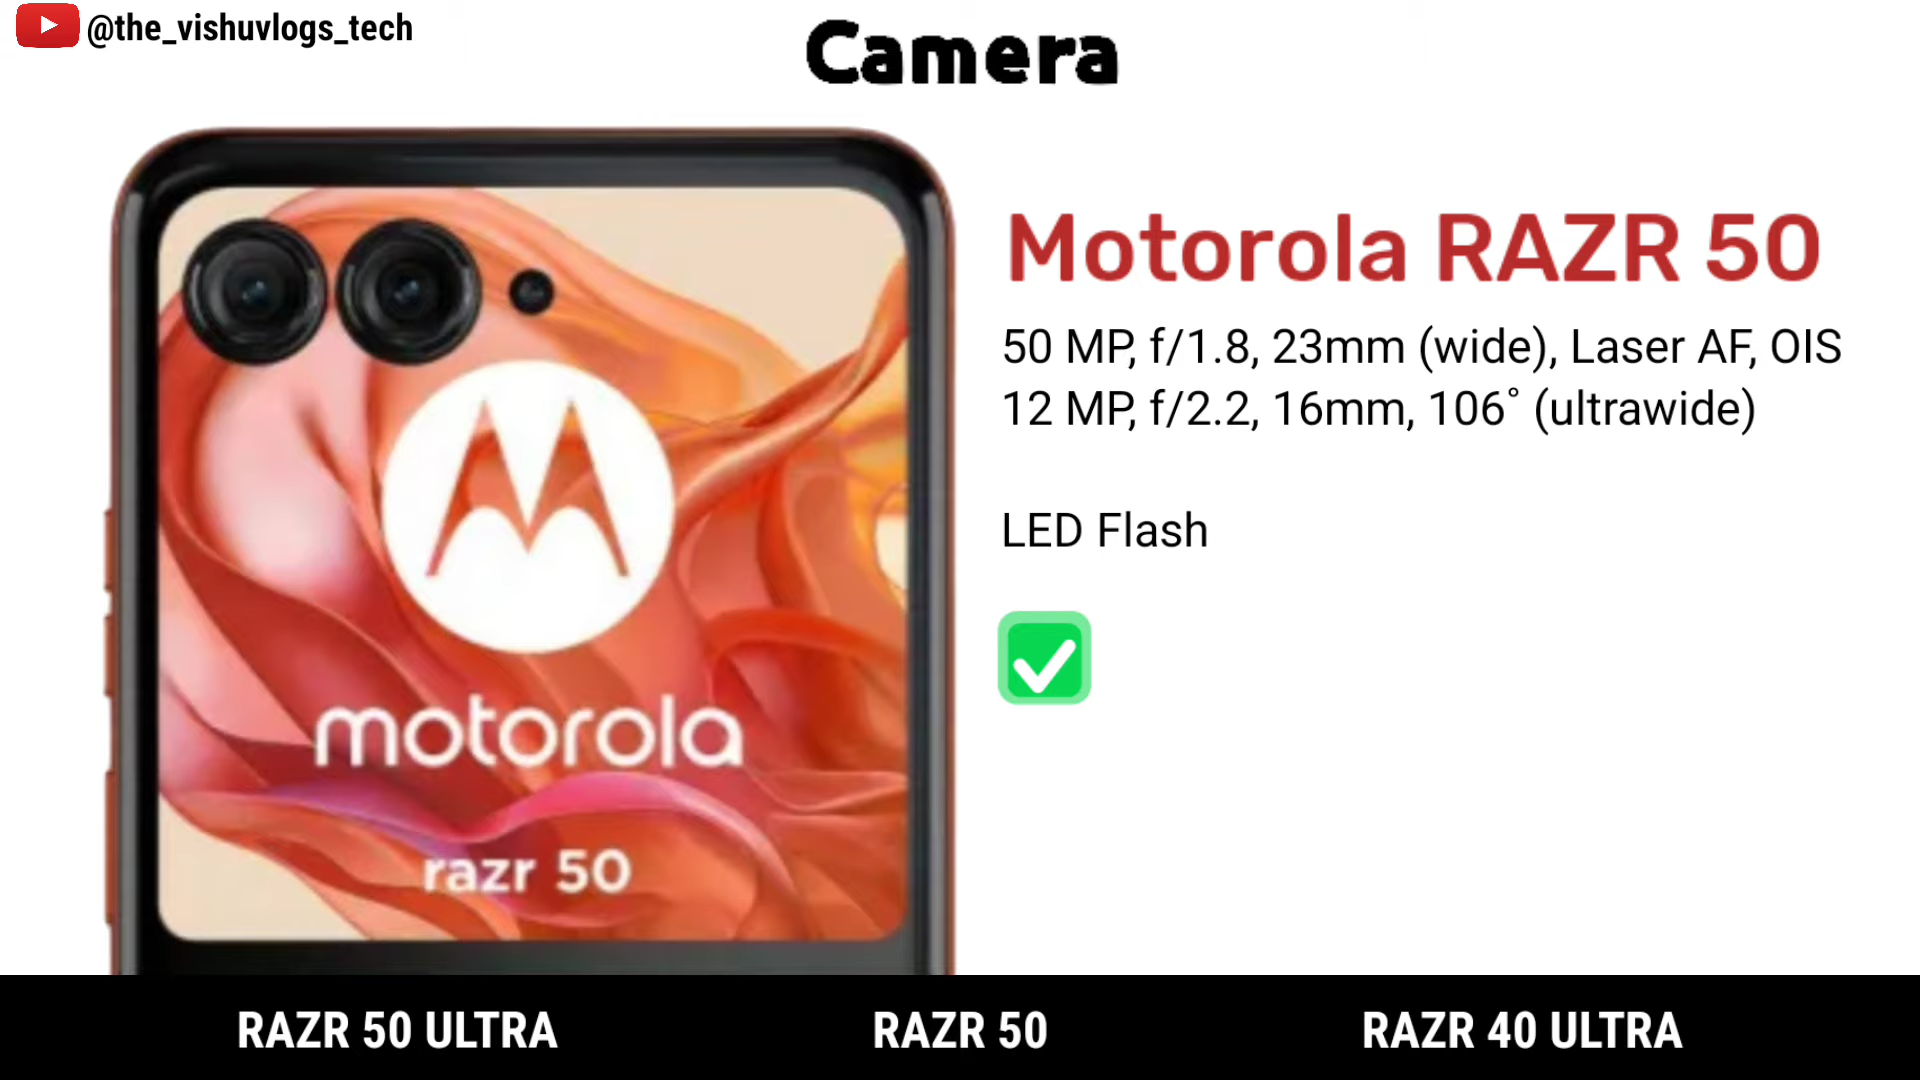 @the_vishuvlogs_tech
Camera
Motorola RAZR 50
50 MP, f/1.8, 23mm (wide), Laser AF, OIS
12 MP, f/2.2, 16mm, 106˚ (ultrawide)
LED Flash
motorola
razr 50
RAZR 50 ULTRA
RAZR 50
RAZR 40 ULTRA